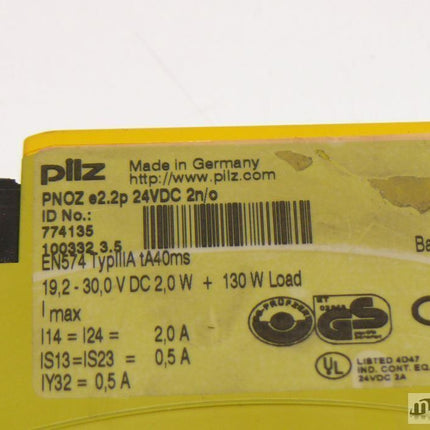 pilz
Made in Germany
http://www.pilz.com
PNOZ e2.2p 24VDC 2n/o
ID No.:
774135
100332 3.5
EN574 TypIIIA tA40ms
Ba
19,2 - 30,0 V DC 2,0 W + 130 W Load
I max
I14 = I24 = 2,0 A
IS13=IS23 = 0,5 A
IY32 = 0,5 A
GS
UL
LISTED 4047
IND. CONT. EQ.
24VDC 2A